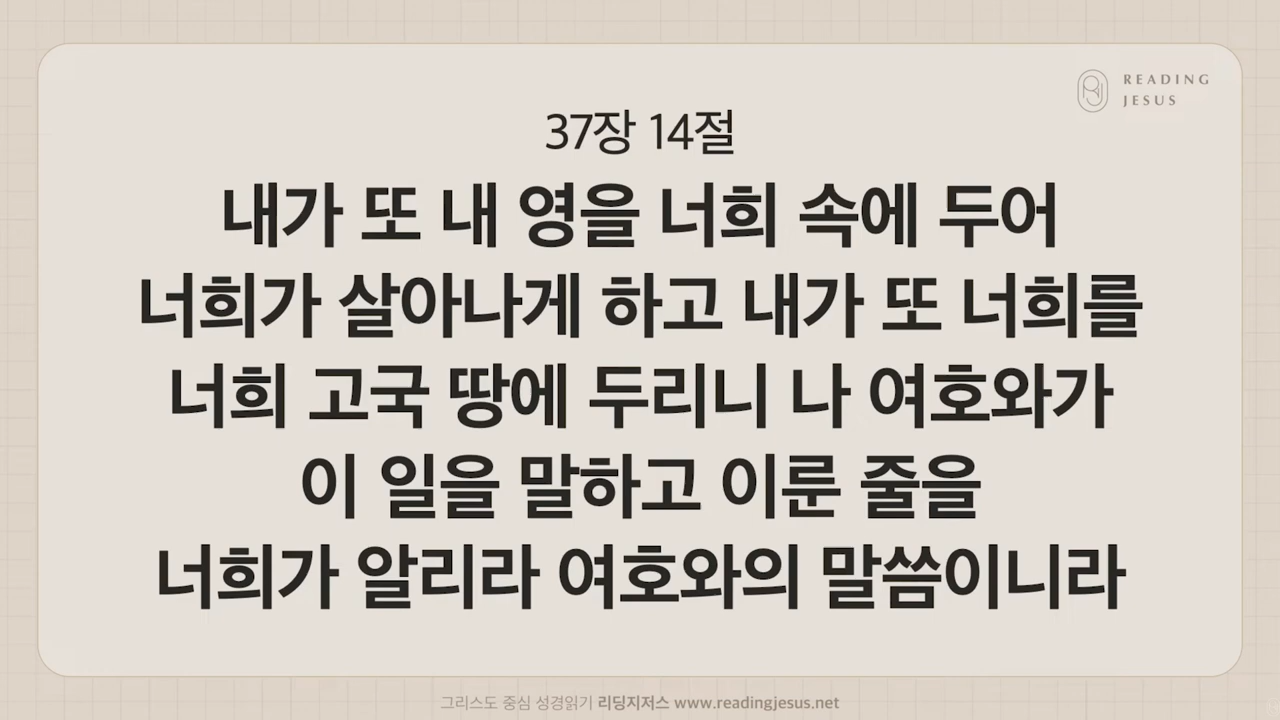 READING
JESUS
37장 14절
내가 또 내 영을 너희 속에 두어
너희가 살아나게 하고 내가 또 너희를
너희 고국 땅에 두리니 나 여호와가
이 일을 말하고 이룬 줄을
너희가 알리라 여호와의 말씀이니라
그리스도 중심 성경읽기 리딩지저스 www.readingjesus.net